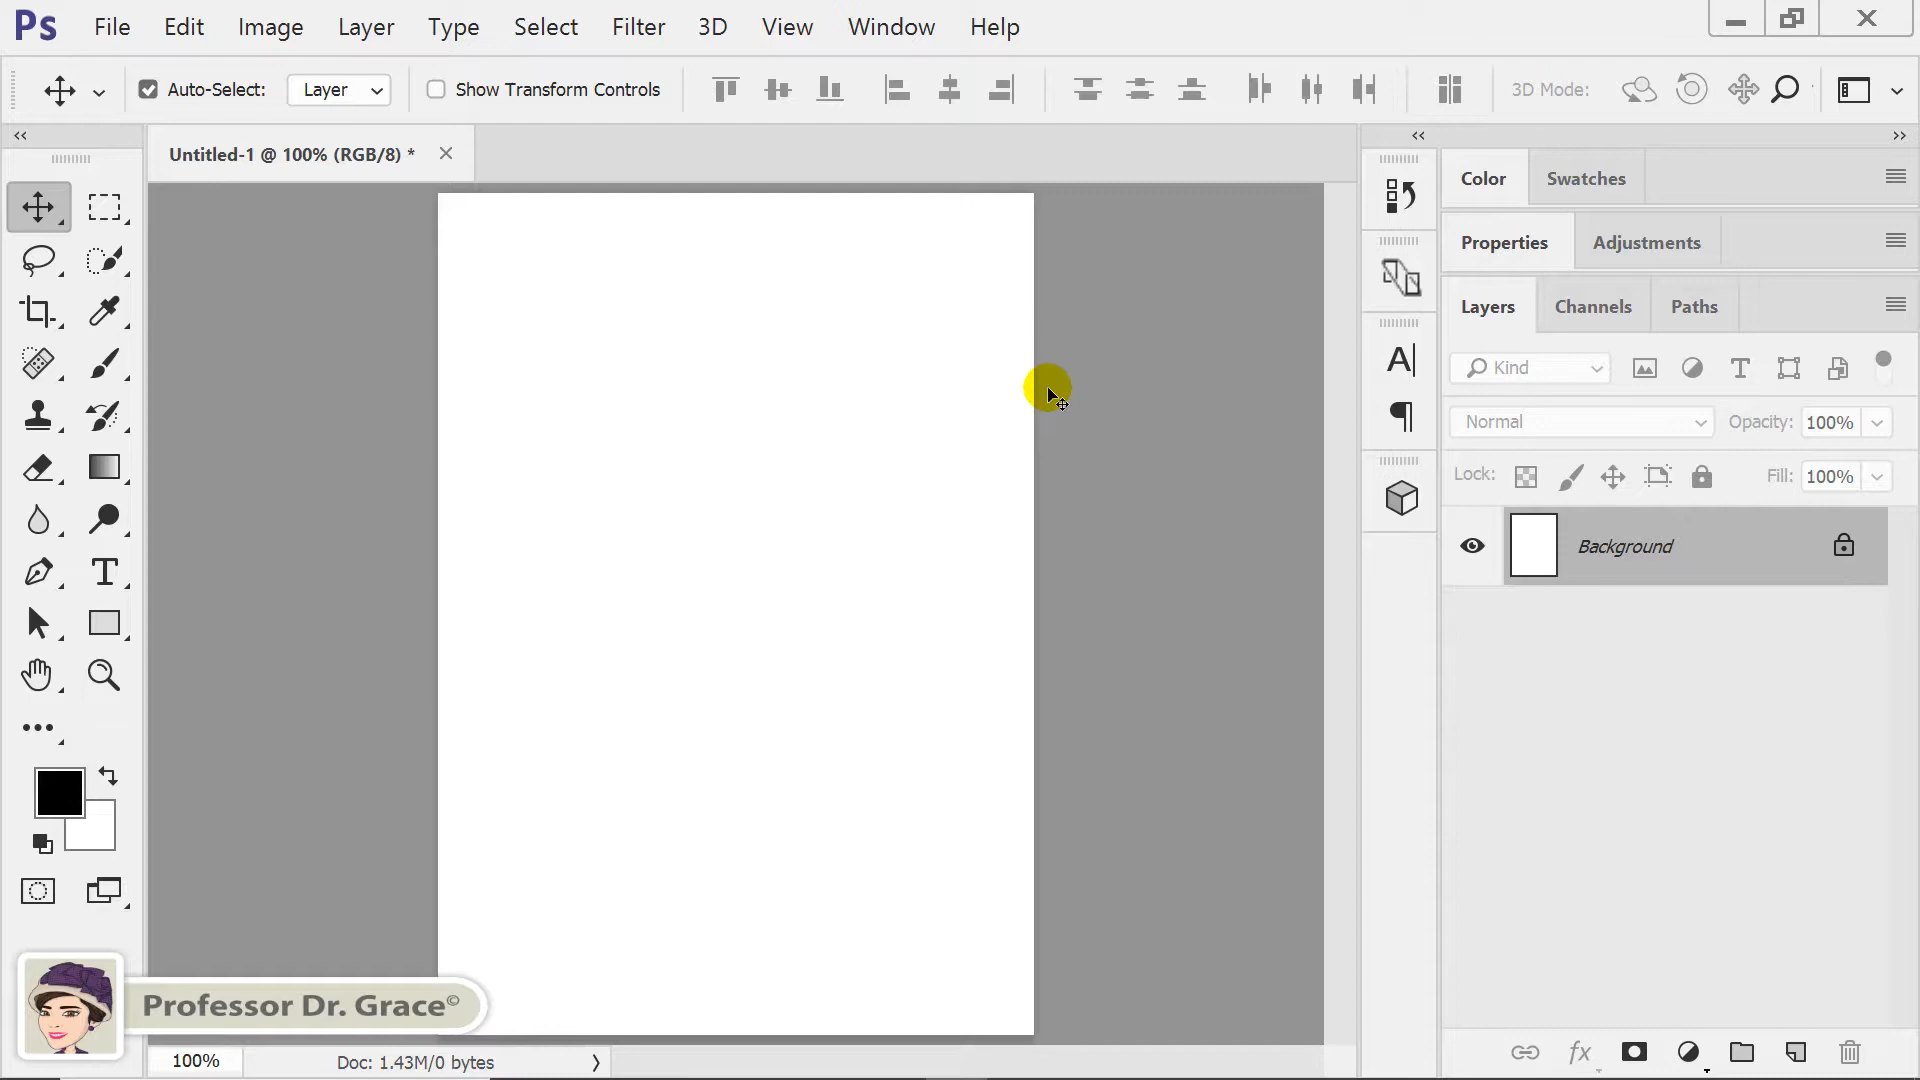 Ps File Edit Image Layer Type Select Filter 3D View Window Help
Auto-Select: Layer Show Transform Controls 3D Mode:
Untitled-1 @ 100% (RGB/8) *
Color Swatches
Properties Adjustments
Layers Channels Paths
Kind
Normal Opacity: 100%
Lock: Fill: 100%
Background
Professor Dr. Grace©
100% Doc: 1.43M/0 bytes